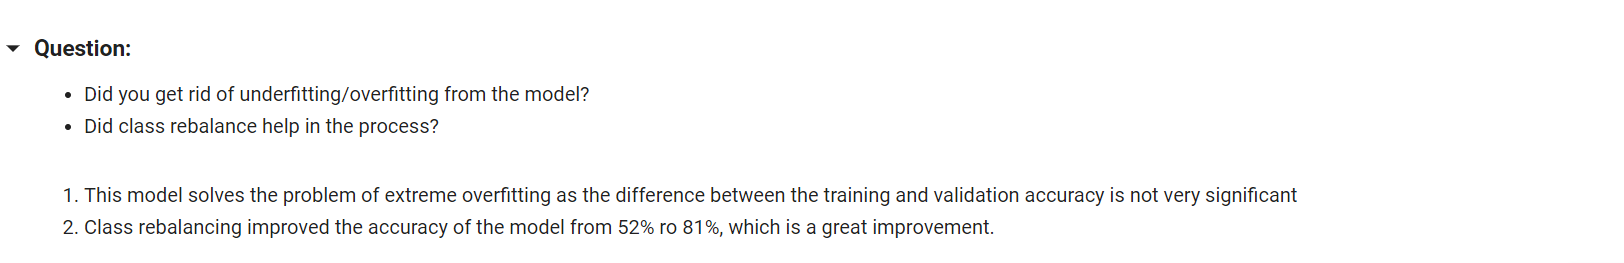 Question:
• Did you get rid of underfitting/overfitting from the model?
• Did class rebalance help in the process?
1. This model solves the problem of extreme overfitting as the difference between the training and validation accuracy is not very significant
2. Class rebalancing improved the accuracy of the model from 52% ro 81%, which is a great improvement.